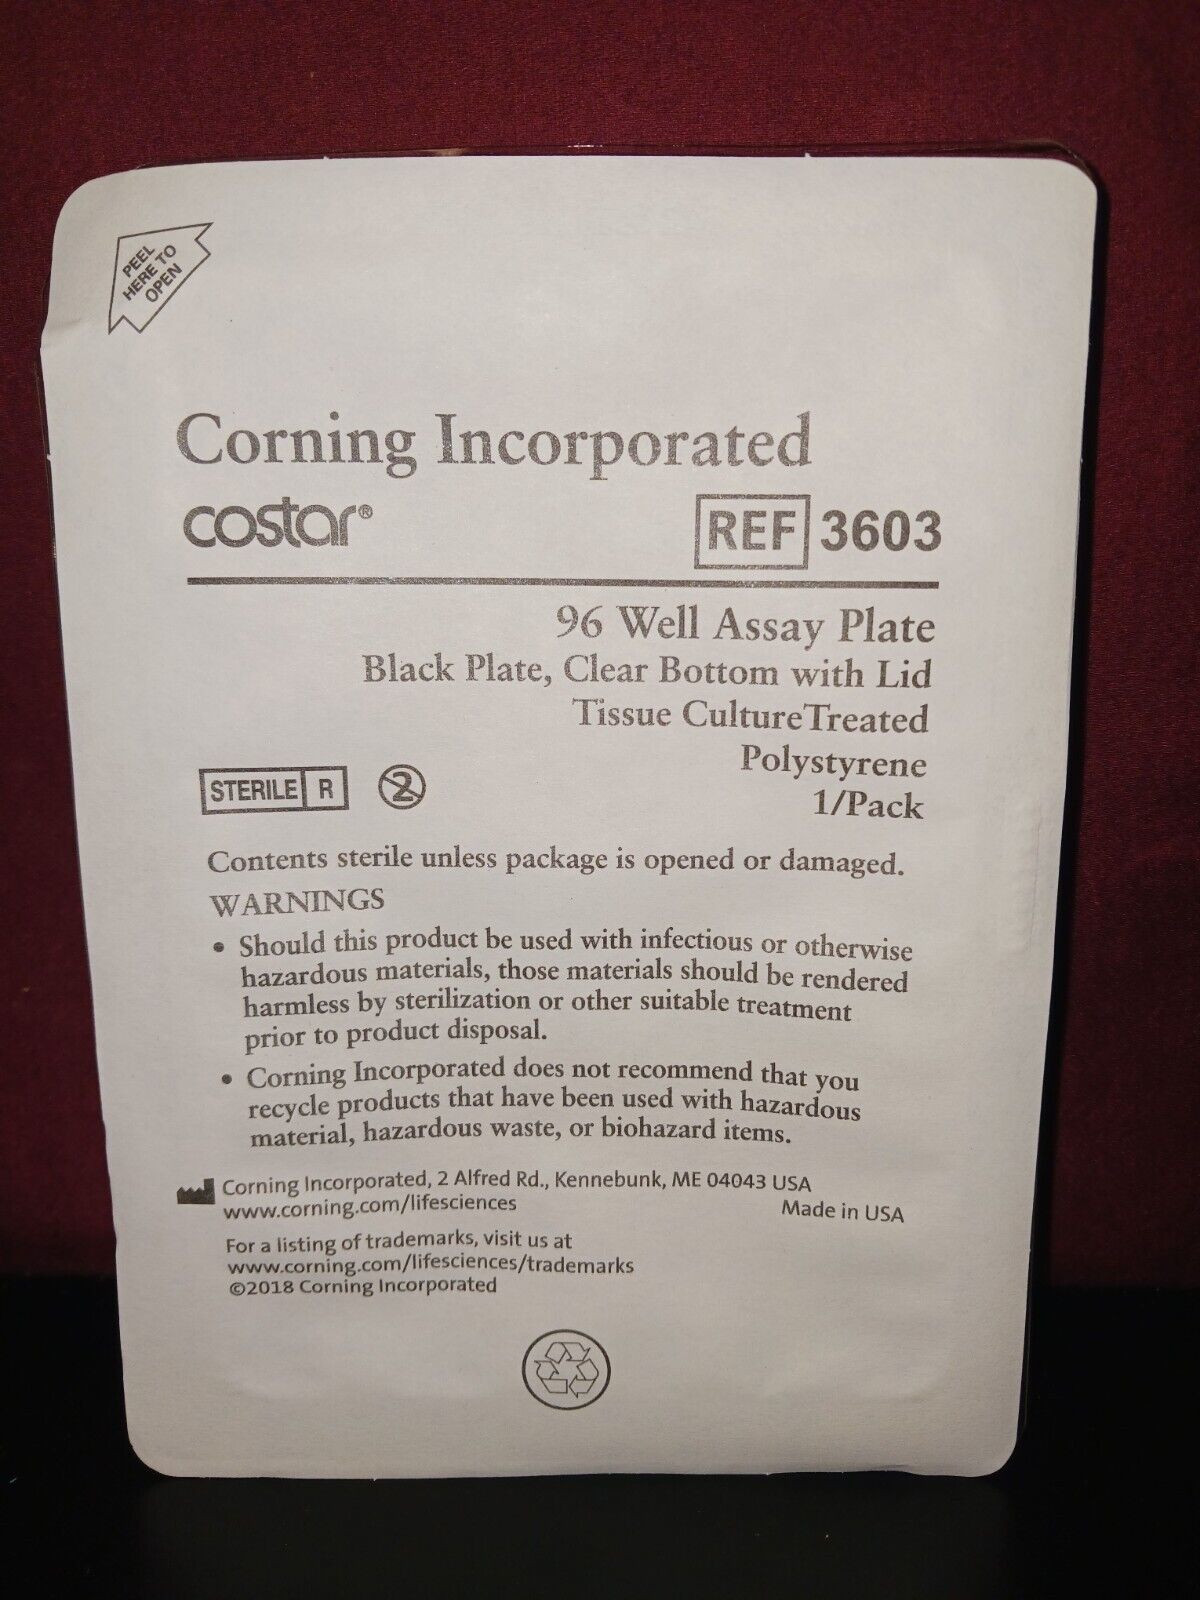 PEEL
HERE TO
OPEN
Corning Incorporated
costar®
REF 3603
96 Well Assay Plate
Black Plate, Clear Bottom with Lid
Tissue CultureTreated
Polystyrene
1/Pack
STERILE R
2
Contents sterile unless package is opened or damaged.
WARNINGS
• Should this product be used with infectious or otherwise
hazardous materials, those materials should be rendered
harmless by sterilization or other suitable treatment
prior to product disposal.
• Corning Incorporated does not recommend that you
recycle products that have been used with hazardous
material, hazardous waste, or biohazard items.
Corning Incorporated, 2 Alfred Rd., Kennebunk, ME 04043 USA
www.corning.com/lifesciences
Made in USA
For a listing of trademarks, visit us at
www.corning.com/lifesciences/trademarks
©2018 Corning Incorporated